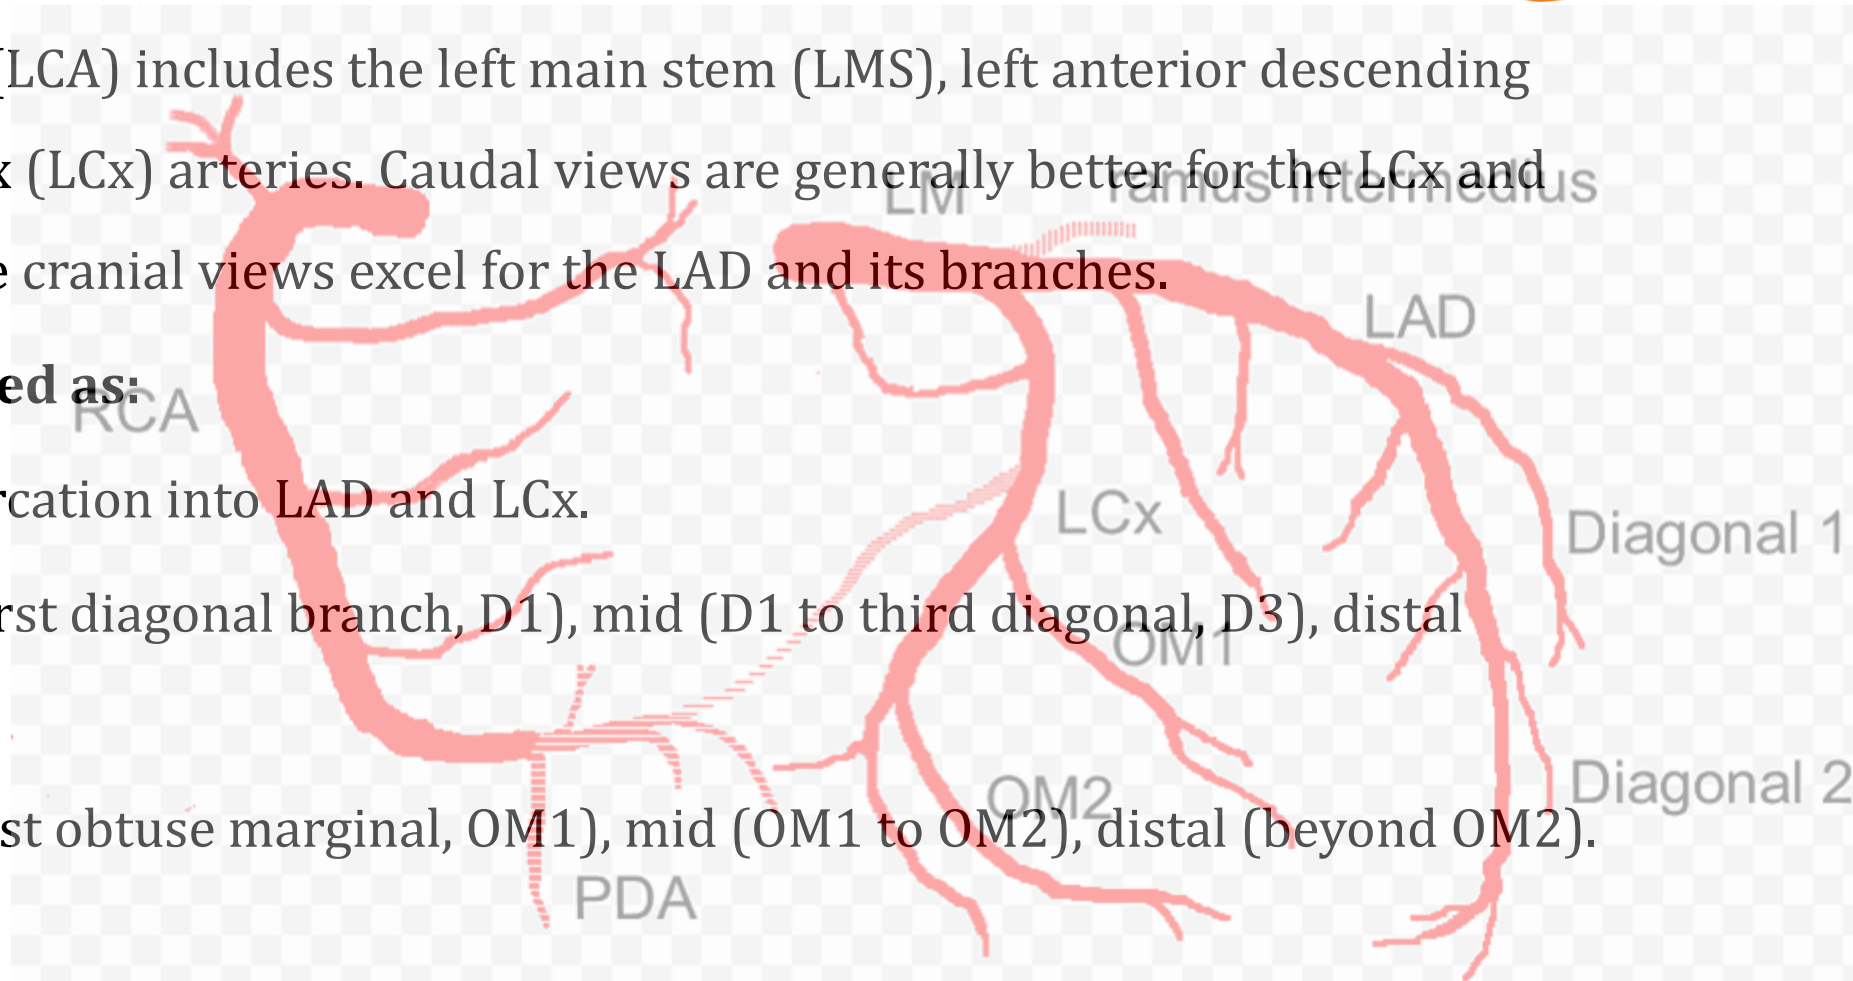 (LCA) includes the left main stem (LMS), left anterior descending
x (LCx) arteries. Caudal views are generally better for the LCx and
LM
ramus intermedius
e cranial views excel for the LAD and its branches.
LAD
ed as:
RCA
rcation into LAD and LCx.
LCx
Diagonal 1
rst diagonal branch, D1), mid (D1 to third diagonal, D3), distal
OM1
Diagonal 2
OM2
st obtuse marginal, OM1), mid (OM1 to OM2), distal (beyond OM2).
PDA